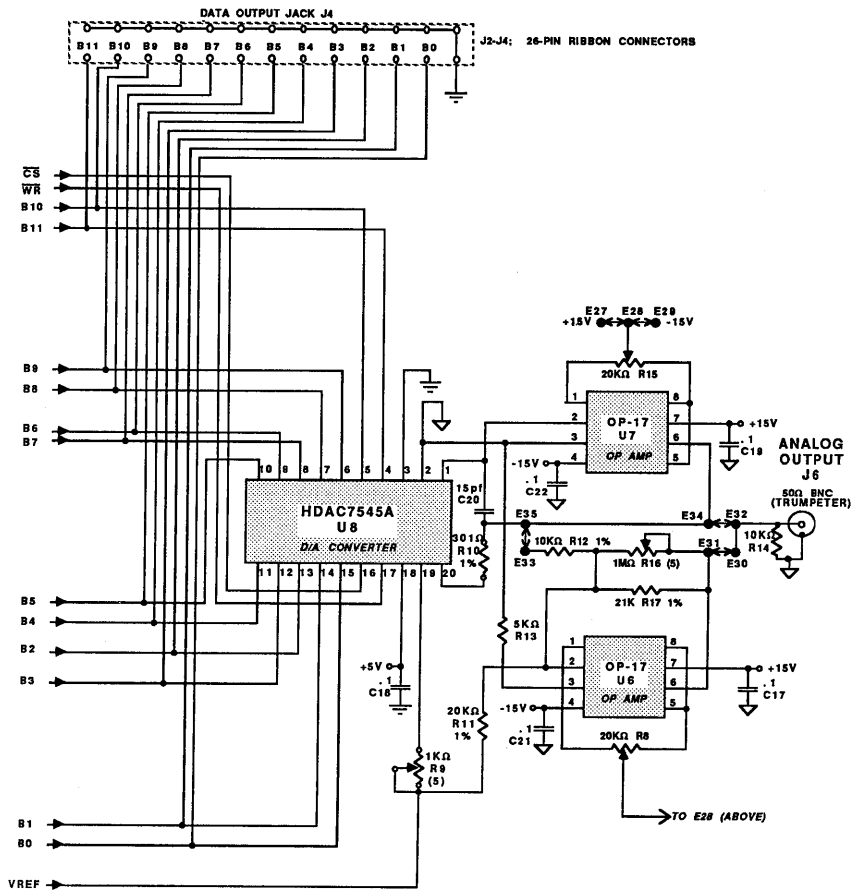 DATA OUTPUT JACK J4
B11 B10 B9 B8 B7 B6 B5 B4 B3 B2 B1 B0
J2-J4; 26-PIN RIBBON CONNECTORS
CS
WR
B10
B11
E27 E28 E29
+15V -15V
B9
B8
20KΩ R15
1 8
2 OP-17 7 +15V
B6
B7
3 U7 6 .1
C19
4 OP AMP 5
-15V
.1
C22
ANALOG
OUTPUT
J6
50Ω BNC
(TRUMPETER)
10 9 8 7 6 5 4 3 2 1
15pf
C20
HDAC7545A
U8
D/A CONVERTER
E35 E34 E32
301Ω
R10
1%
E33 10KΩ R12 1% 1MΩ R16 (5) E31 E30
10KΩ
R14
11 12 13 14 15 16 17 18 19 20
21K R17 1%
B5
B4
B2
B3
5KΩ
R13
1 8
2 OP-17 7 +15V
3 U6 6 .1
C17
4 OP AMP 5
+5V
.1
C18
-15V
.1
C21
20KΩ
R11
1%
20KΩ R8
1KΩ
R9
(5)
TO E28 (ABOVE)
B1
B0
VREF